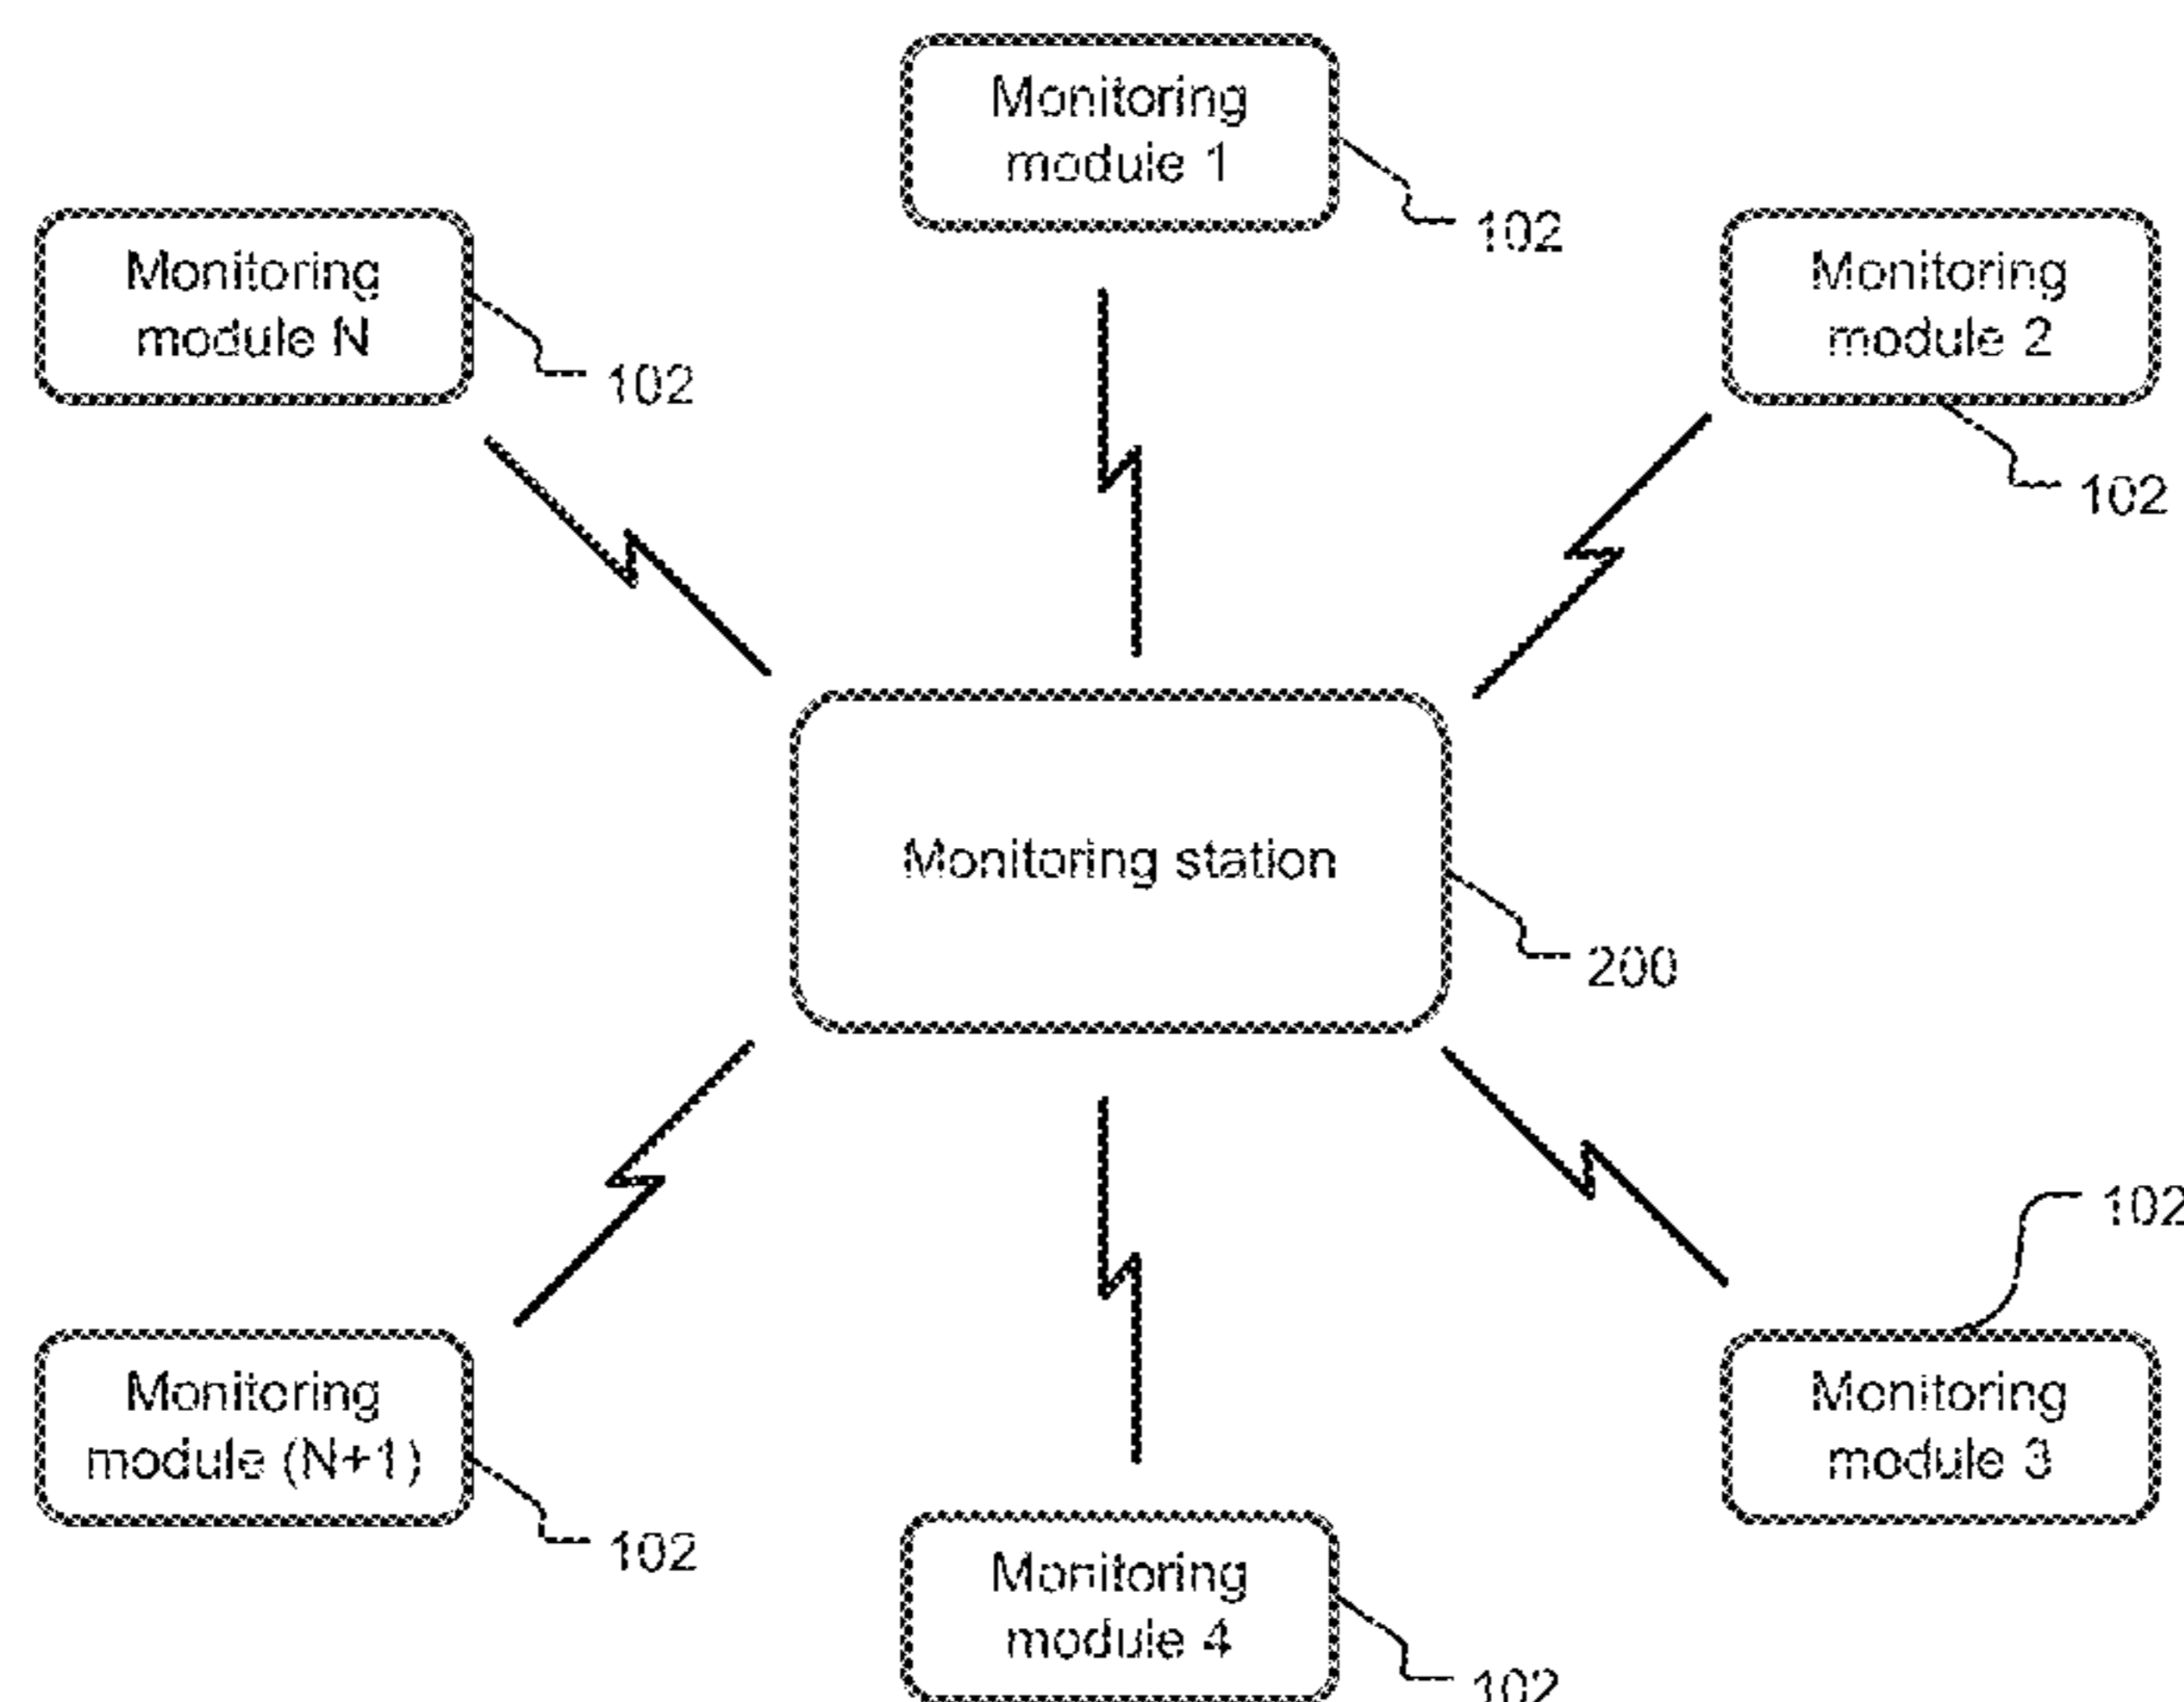 Monitoring
module 1
102
Monitoring
module N
102
Monitoring
module 2
102
Monitoring station
200
102
Monitoring
module (N+1)
102
Monitoring
module 3
Monitoring
module 4
102